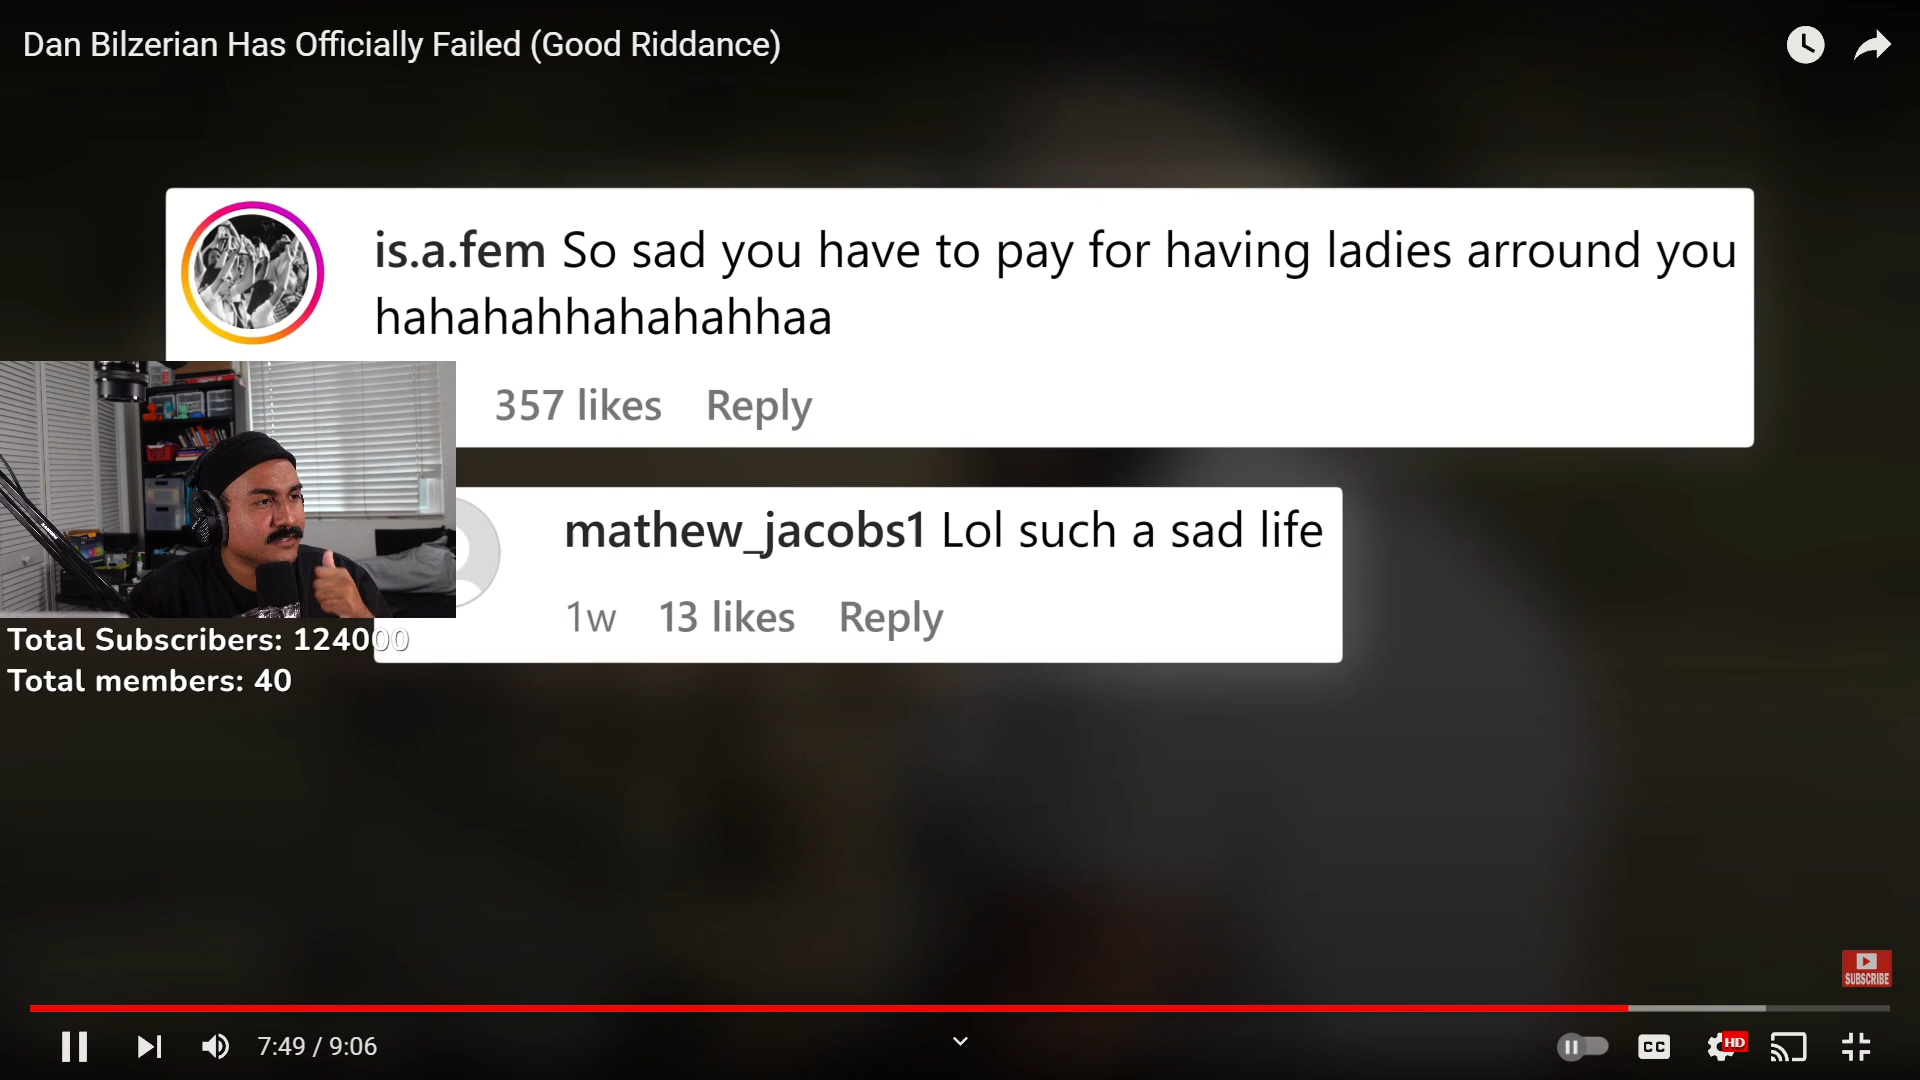 Dan Bilzerian Has Officially Failed (Good Riddance)
is.a.fem So sad you have to pay for having ladies arround you
hahahahhahahahhaa
357 likes Reply
mathew_jacobs1 Lol such a sad life
1w 13 likes Reply
Total Subscribers: 124000
Total members: 40
SUBSCRIBE
7:49 / 9:06
CC
HD